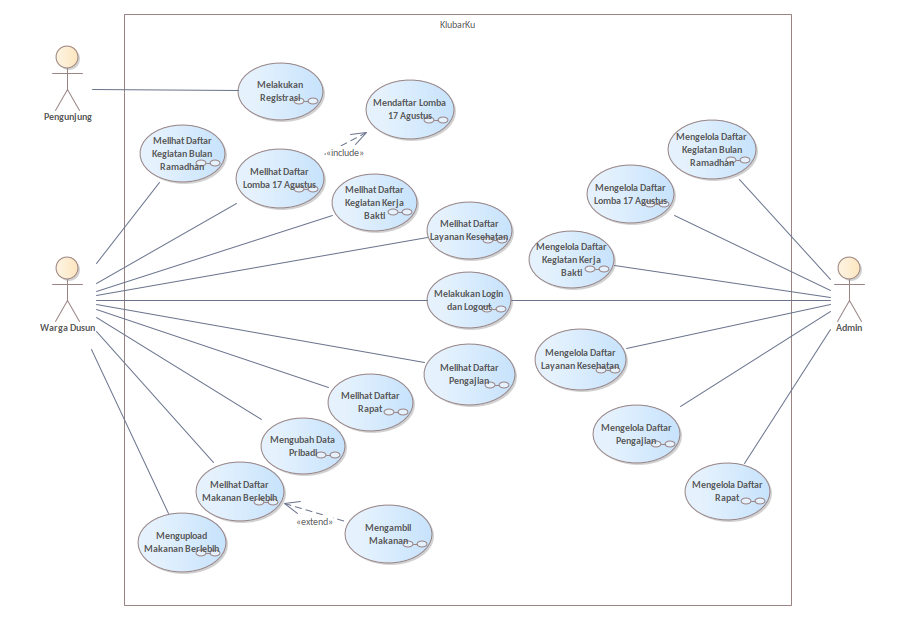 KlubarKu
Pengunjung
Melakukan
Registrasi
Mendaftar Lomba
17 Agustus
«include»
Melihat Daftar
Kegiatan Bulan
Ramadhan
Melihat Daftar
Lomba 17 Agustus
Melihat Daftar
Kegiatan Kerja
Bakti
Melihat Daftar
Layanan Kesehatan
Mengelola Daftar
Kegiatan Bulan
Ramadhan
Mengelola Daftar
Lomba 17 Agustus
Mengelola Daftar
Kegiatan Kerja
Bakti
Warga Dusun
Melakukan Login
dan Logout
Admin
Melihat Daftar
Pengajian
Mengelola Daftar
Layanan Kesehatan
Melihat Daftar
Rapat
Mengelola Daftar
Pengajian
Mengubah Data
Pribadi
Melihat Daftar
Makanan Berlebih
Mengelola Daftar
Rapat
«extend»
Mengambil
Makanan
Mengupload
Makanan Berlebih